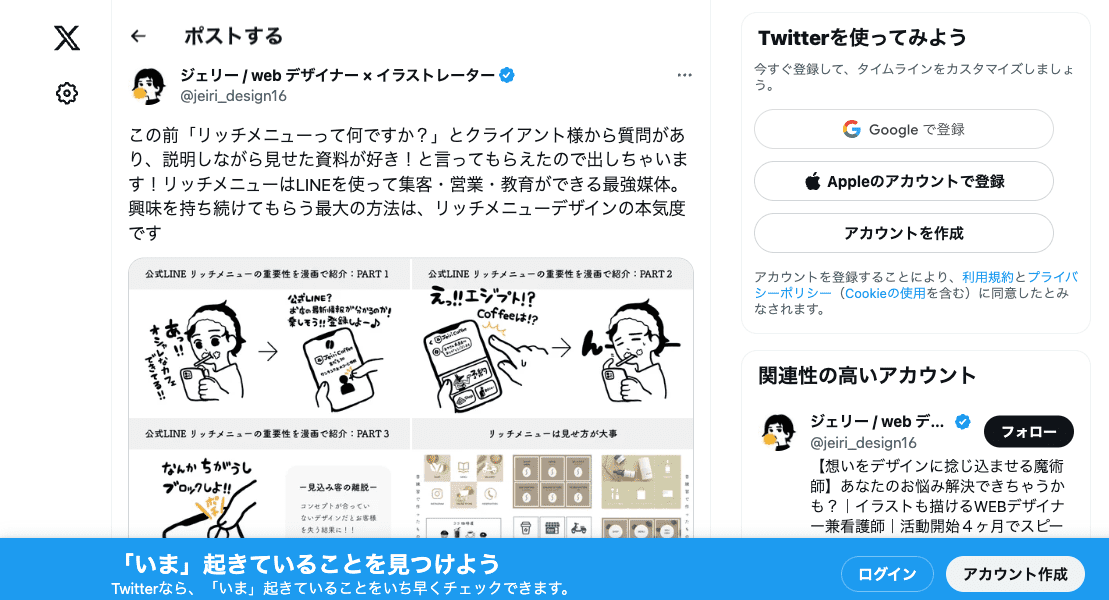 ポストする
ジェリー / web デザイナー × イラストレーター
@jeiri_design16
この前「リッチメニューって何ですか？」とクライアント様から質問があ
り、説明しながら見せた資料が好き！と言ってもらえたので出しちゃいま
す！リッチメニューはLINEを使って集客・営業・教育ができる最強媒体。
興味を持ち続けてもらう最大の方法は、リッチメニューデザインの本気度
です
公式LINE リッチメニューの重要性を漫画で紹介：PART 1
公式LINE リッチメニューの重要性を漫画で紹介：PART 2
あっ!!
オシャレなカフェ
できてる!!
公式LINE?
お店の最新情報が分かるのか!
楽しそう!!登録しよ〜♪
えっ!!エジプト!?
Coffeeは!?
予約
ん〜
公式LINE リッチメニューの重要性を漫画で紹介：PART 3
リッチメニューは見せ方が大事
なんかちがうし
ブロックしよ!!
ポチ
ー見込み客の離脱ー
コンセプトが合ってい
ないデザインだとお客様
を失う結果に！！
Twitterを使ってみよう
今すぐ登録して、タイムラインをカスタマイズしましょ
う。
Google で登録
Appleのアカウントで登録
アカウントを作成
アカウントを登録することにより、利用規約とプライバ
シーポリシー（Cookieの使用を含む）に同意したとみ
なされます。
関連性の高いアカウント
ジェリー / web デ...
@jeiri_design16
フォロー
【想いをデザインに捻じ込ませる魔術
師】あなたのお悩み解決できちゃうか
も？｜イラストも描けるWEBデザイナ
ー兼看護師｜活動開始４ヶ月でスピー
「いま」起きていることを見つけよう
Twitterなら、「いま」起きていることをいち早くチェックできます。
ログイン
アカウント作成